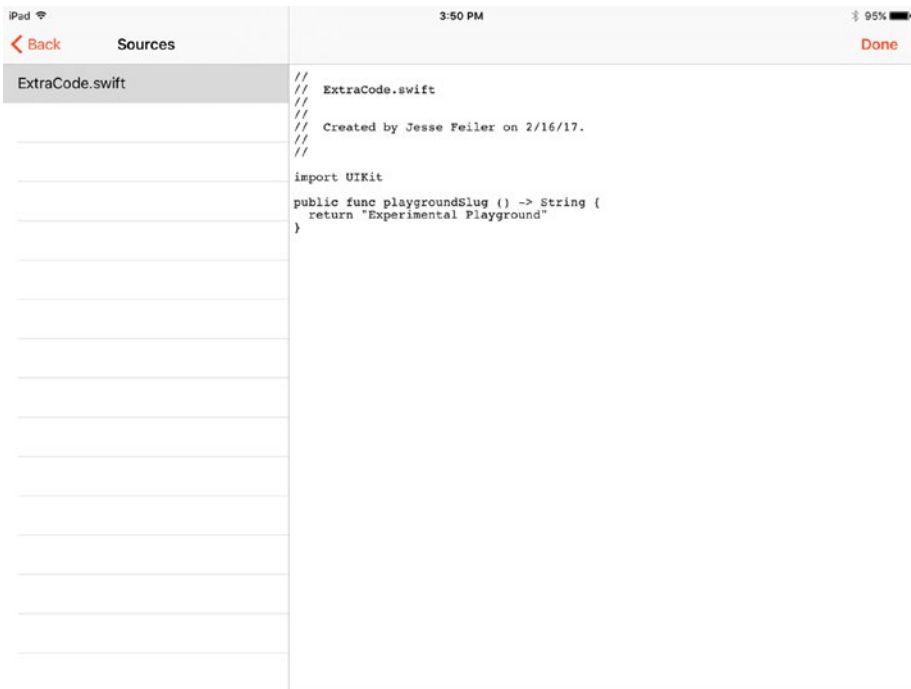 iPad 3:50 PM 95%
Back Sources Done
ExtraCode.swift
//
//  ExtraCode.swift
//
//
//  Created by Jesse Feiler on 2/16/17.
//
//
import UIKit
public func playgroundSlug () -> String {
  return "Experimental Playground"
}